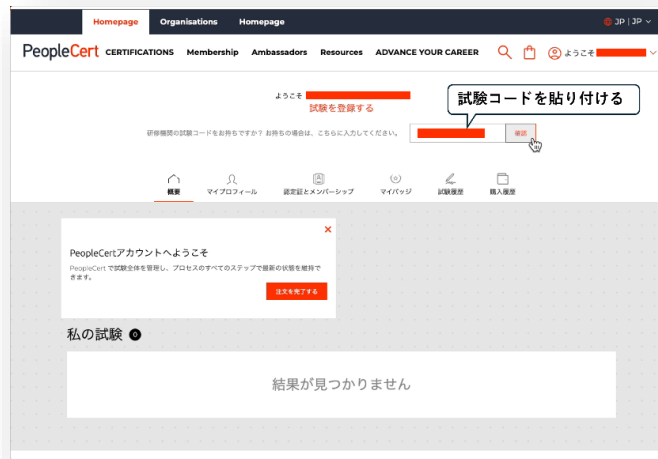 Homepage Organisations Homepage JP | JP
PeopleCert CERTIFICATIONS Membership Ambassadors Resources ADVANCE YOUR CAREER ようこそ
ようこそ
試験を登録する
試験コードを貼り付ける
研修機関の試験コードをお持ちですか？お持ちの場合は、こちらに入力してください。 確認
概要 マイプロフィール 認定証とメンバーシップ マイバッジ 試験履歴 購入履歴
×
PeopleCertアカウントへようこそ
PeopleCert で試験全体を管理し、プロセスのすべてのステップで最新の状態を維持で
きます。
注文を完了する
私の試験 0
結果が見つかりません